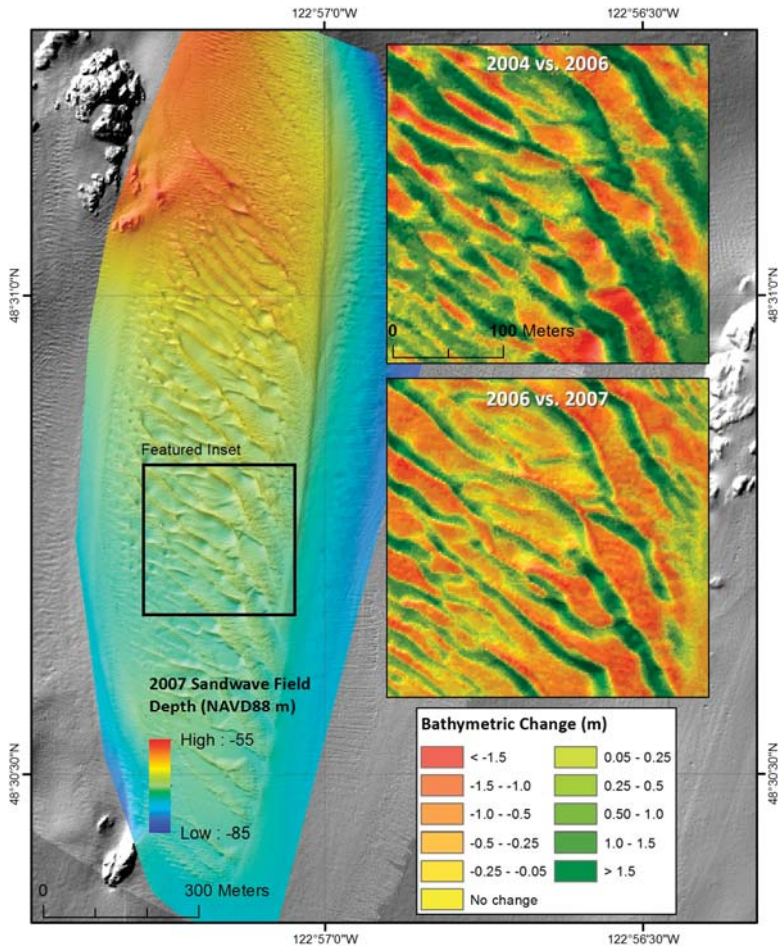 122°57'0"W
122°56'30"W
2004 vs. 2006
48°31'0"N
48°31'0"N
0
100 Meters
2006 vs. 2007
Featured Inset
2007 Sandwave Field
Depth (NAVD88 m)
High : -55
Low : -85
Bathymetric Change (m)
< -1.5
-1.5 - -1.0
-1.0 - -0.5
-0.5 - -0.25
-0.25 - -0.05
No change
0.05 - 0.25
0.25 - 0.5
0.50 - 1.0
1.0 - 1.5
> 1.5
48°30'30"N
48°30'30"N
0
300 Meters
122°57'0"W
122°56'30"W